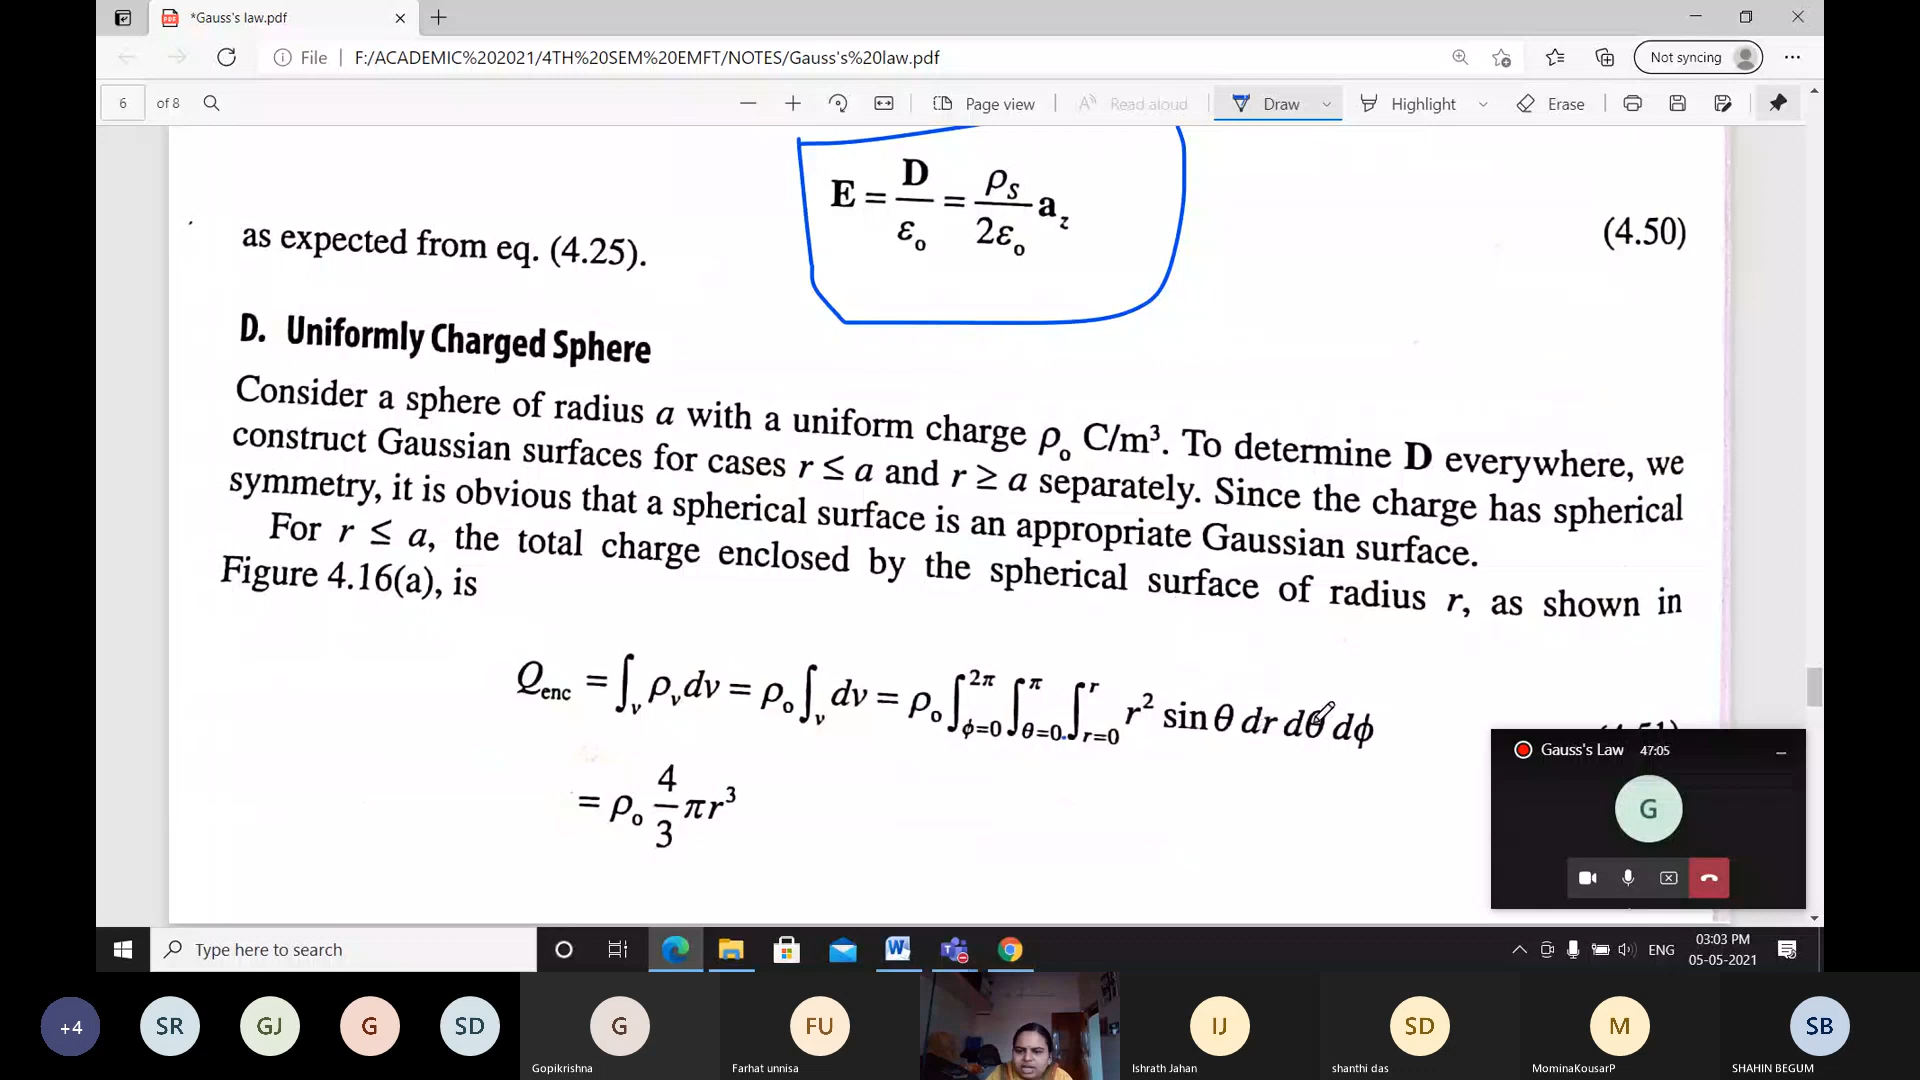 *Gauss's law.pdf
File F:/ACADEMIC%202021/4TH%20SEM%20EMFT/NOTES/Gauss's%20law.pdf Not syncing
6 of 8 Page view Read aloud Draw Highlight Erase
E = D/ε₀ = ρ_S/2ε₀ a_z (4.50)
as expected from eq. (4.25).
D. Uniformly Charged Sphere
Consider a sphere of radius a with a uniform charge ρ₀ C/m³. To determine D everywhere, we
construct Gaussian surfaces for cases r ≤ a and r ≥ a separately. Since the charge has spherical
symmetry, it is obvious that a spherical surface is an appropriate Gaussian surface.
For r ≤ a, the total charge enclosed by the spherical surface of radius r, as shown in
Figure 4.16(a), is
Q_enc = ∫_v ρ_v dv = ρ₀ ∫_v dv = ρ₀ ∫_{φ=0}^{2π} ∫_{θ=0}^{π} ∫_{r=0}^{r} r² sin θ dr dθ dφ
= ρ₀ 4/3 πr³
Gauss's Law 47:05
G
Type here to search
ENG
03:03 PM
05-05-2021
+4 SR GJ G SD G FU IJ SD M SB
Gopikrishna Farhat unnisa Ishrath Jahan shanthi das MominaKousarP SHAHIN BEGUM